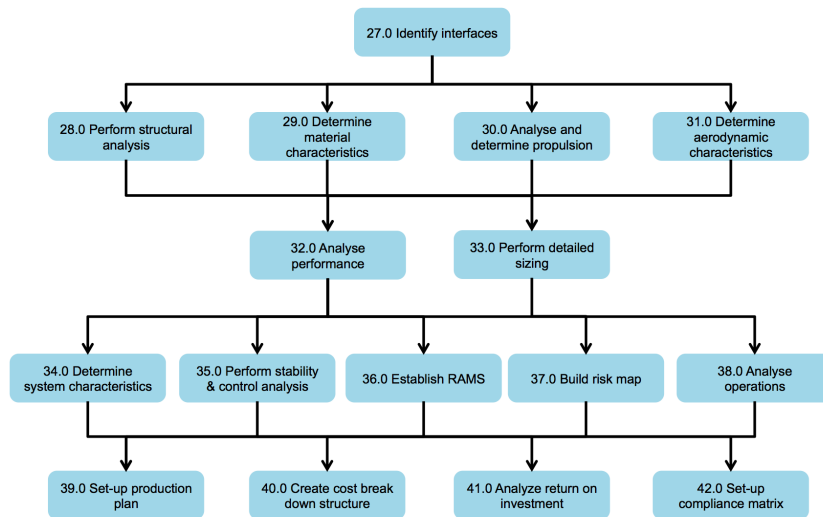 27.0 Identify interfaces
28.0 Perform structural
analysis
29.0 Determine
material
characteristics
30.0 Analyse and
determine propulsion
31.0 Determine
aerodynamic
characteristics
32.0 Analyse
performance
33.0 Perform detailed
sizing
34.0 Determine
system characteristics
35.0 Perform stability
& control analysis
36.0 Establish RAMS
37.0 Build risk map
38.0 Analyse
operations
39.0 Set-up production
plan
40.0 Create cost break
down structure
41.0 Analyze return on
investment
42.0 Set-up
compliance matrix